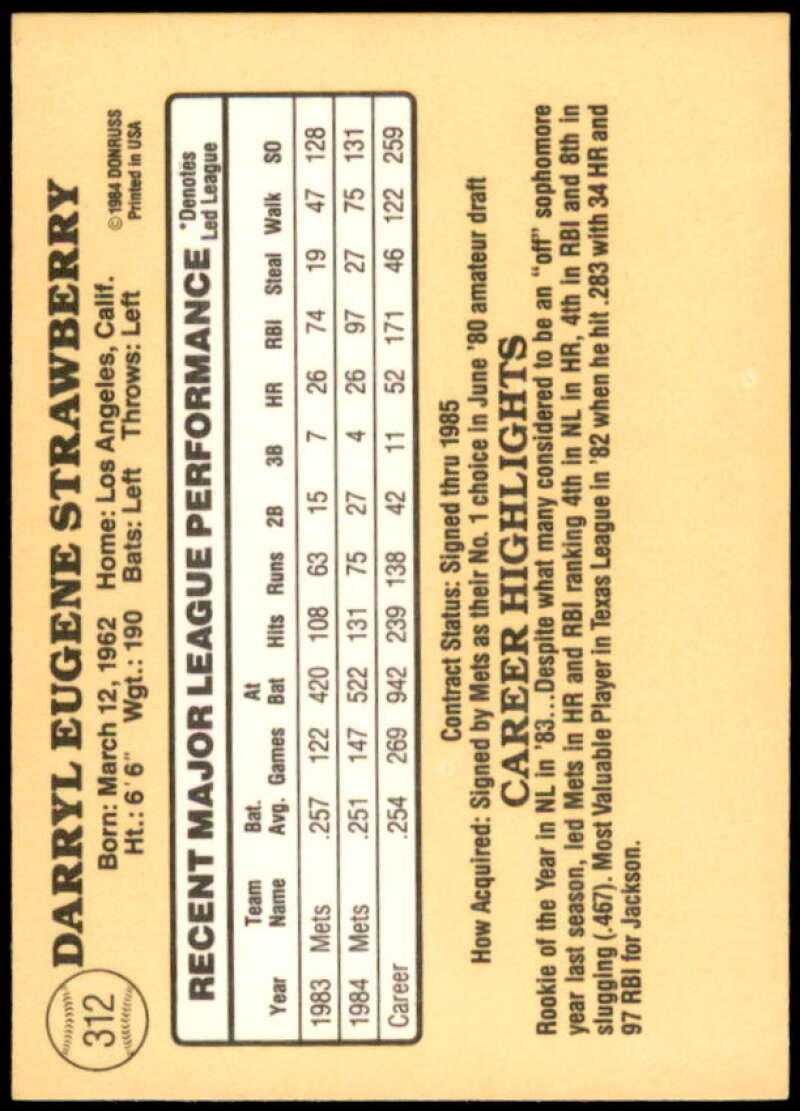 312
DARRYL EUGENE STRAWBERRY
Born: March 12, 1962 Home: Los Angeles, Calif. © 1984 DONRUSS
Ht.: 6'6" Wgt.: 190 Bats: Left Throws: Left Printed in USA
RECENT MAJOR LEAGUE PERFORMANCE *Denotes Led League
Year Team Name Bat. Avg. Games At Bat Hits Runs 2B 3B HR RBI Steal Walk SO
1983 Mets .257 122 420 108 63 15 7 26 74 19 47 128
1984 Mets .251 147 522 131 75 27 4 26 97 27 75 131
Career .254 269 942 239 138 42 11 52 171 46 122 259
Contract Status: Signed thru 1985
How Acquired: Signed by Mets as their No. 1 choice in June '80 amateur draft
CAREER HIGHLIGHTS
Rookie of the Year in NL in '83...Despite what many considered to be an "off" sophomore
year last season, led Mets in HR and RBI ranking 4th in NL in HR, 4th in RBI and 8th in
slugging (.467). Most Valuable Player in Texas League in '82 when he hit .283 with 34 HR and
97 RBI for Jackson.